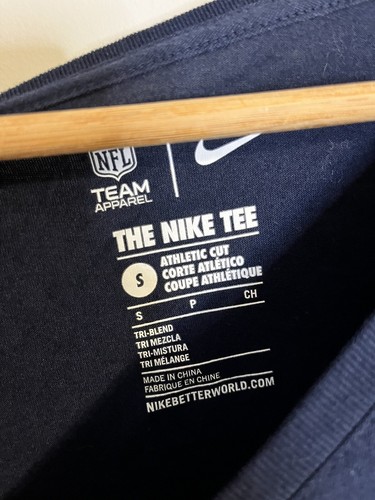 NFL
TEAM
APPAREL
THE NIKE TEE
S
ATHLETIC CUT
CORTE ATLÉTICO
COUPE ATHLÉTIQUE
S P CH
TRI-BLEND
TRI MEZCLA
TRI-MISTURA
TRI MÉLANGE
MADE IN CHINA
FABRIQUE EN CHINE
NIKEBETTERWORLD.COM